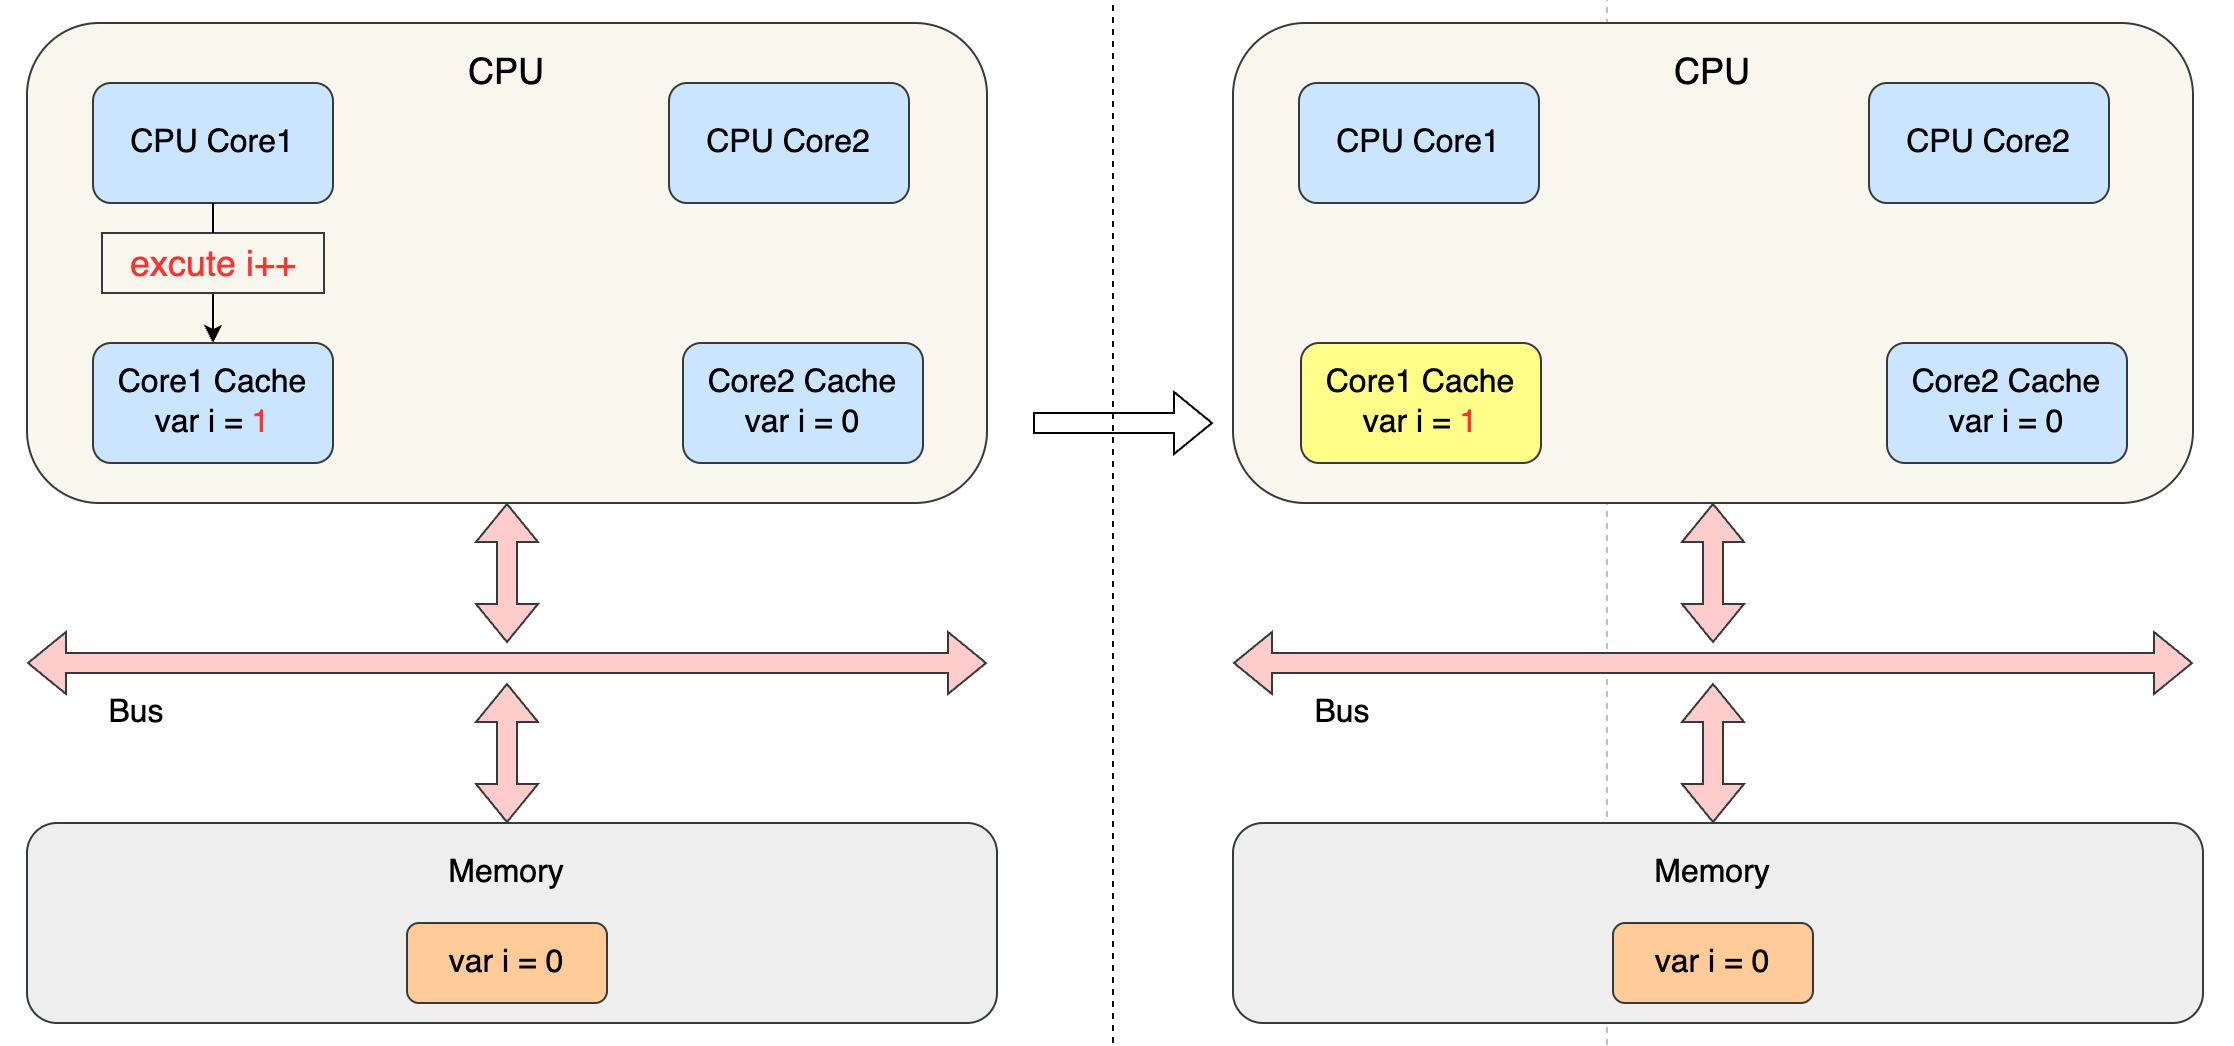 CPU
CPU Core1
CPU Core2
excute i++
Core1 Cache
var i = 1
Core2 Cache
var i = 0
Bus
Memory
var i = 0
CPU
CPU Core1
CPU Core2
Core1 Cache
var i = 1
Core2 Cache
var i = 0
Bus
Memory
var i = 0